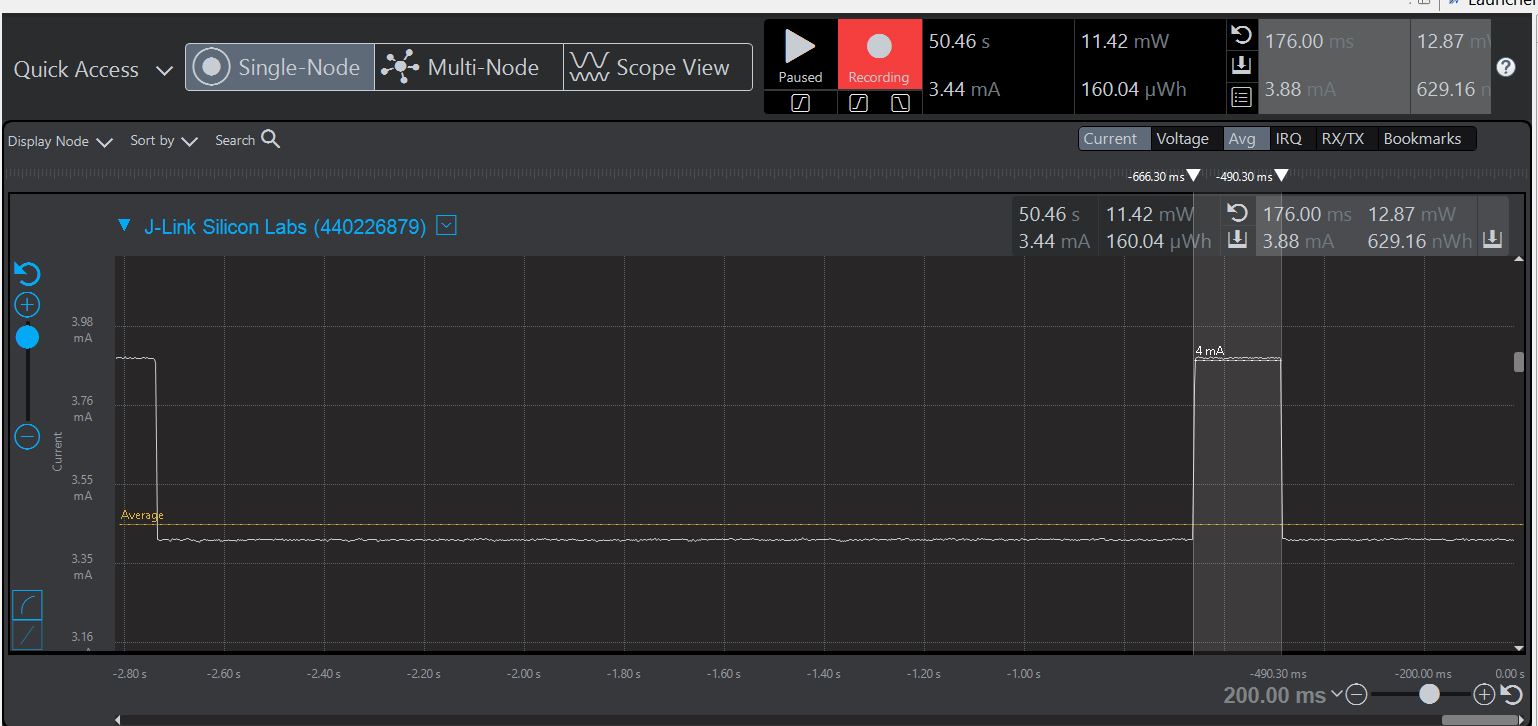 Launcher
Quick Access
Single-Node
Multi-Node
Scope View
Paused
Recording
50.46 s
11.42 mW
3.44 mA
160.04 µWh
176.00 ms
12.87
3.88 mA
629.16
Display Node
Sort by
Search
Current
Voltage
Avg
IRQ
RX/TX
Bookmarks
-666.30 ms
-490.30 ms
J-Link Silicon Labs (440226879)
50.46 s 11.42 mW 176.00 ms 12.87 mW
3.44 mA 160.04 µWh 3.88 mA 629.16 nWh
3.98
mA
3.76
mA
3.55
mA
3.35
mA
3.16
Current
Average
4 mA
-2.80 s -2.60 s -2.40 s -2.20 s -2.00 s -1.80 s -1.60 s -1.40 s -1.20 s -1.00 s -490.30 ms -200.00 ms 0.00 s
200.00 ms